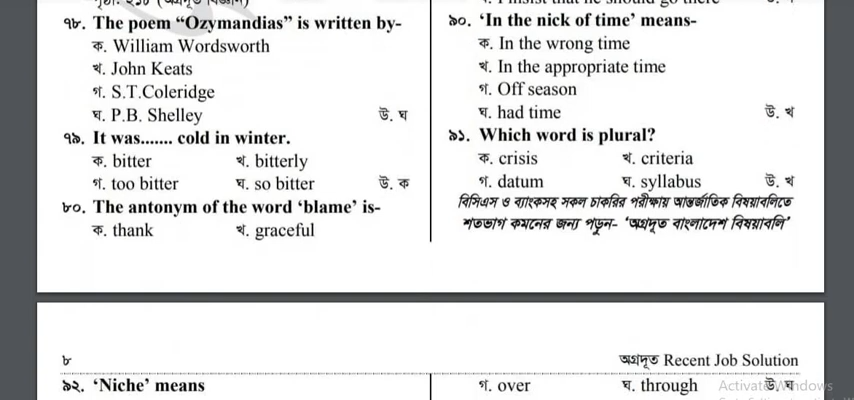 ৭৮. The poem “Ozymandias” is written by-
ক. William Wordsworth
খ. John Keats
গ. S.T.Coleridge
ঘ. P.B. Shelley উ. ঘ
৭৯. It was....... cold in winter.
ক. bitter খ. bitterly
গ. too bitter ঘ. so bitter উ. ক
৮০. The antonym of the word ‘blame’ is-
ক. thank খ. graceful
৯০. ‘In the nick of time’ means-
ক. In the wrong time
খ. In the appropriate time
গ. Off season
ঘ. had time উ. খ
৯১. Which word is plural?
ক. crisis খ. criteria
গ. datum ঘ. syllabus উ. খ
বিসিএস ও ব্যাংকসহ সকল চাকরির পরীক্ষায় আন্তর্জাতিক বিষয়াবলিতে
শতভাগ কমনের জন্য পড়ুন- ‘অগ্রদূত বাংলাদেশ বিষয়াবলি’
৮ অগ্রদূত Recent Job Solution
৯২. ‘Niche’ means
গ. over ঘ. through উ. ঘ
Activate Windows